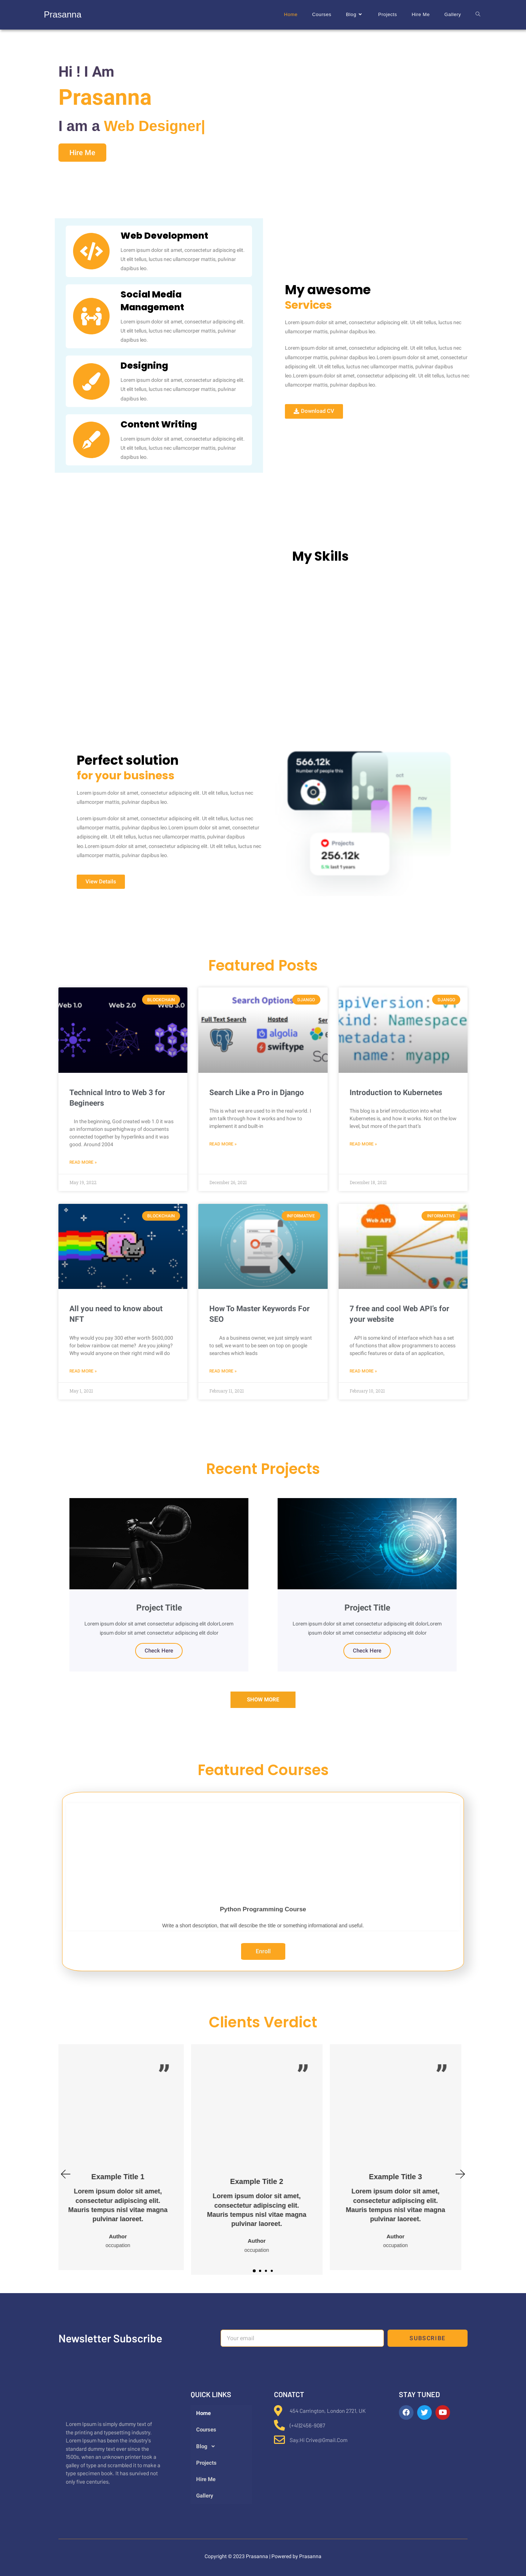 Prasanna
Home Courses Blog Projects Hire Me Gallery
Hi ! I Am
Prasanna
I am a Web Designer|
Hire Me
Web Development
Lorem ipsum dolor sit amet, consectetur adipiscing elit.
Ut elit tellus, luctus nec ullamcorper mattis, pulvinar
dapibus leo.
Social Media
Management
Lorem ipsum dolor sit amet, consectetur adipiscing elit.
Ut elit tellus, luctus nec ullamcorper mattis, pulvinar
dapibus leo.
Designing
Lorem ipsum dolor sit amet, consectetur adipiscing elit.
Ut elit tellus, luctus nec ullamcorper mattis, pulvinar
dapibus leo.
Content Writing
Lorem ipsum dolor sit amet, consectetur adipiscing elit.
Ut elit tellus, luctus nec ullamcorper mattis, pulvinar
dapibus leo.
My awesome
Services
Lorem ipsum dolor sit amet, consectetur adipiscing elit. Ut elit tellus, luctus nec
ullamcorper mattis, pulvinar dapibus leo.
Lorem ipsum dolor sit amet, consectetur adipiscing elit. Ut elit tellus, luctus nec
ullamcorper mattis, pulvinar dapibus leo.Lorem ipsum dolor sit amet, consectetur
adipiscing elit. Ut elit tellus, luctus nec ullamcorper mattis, pulvinar dapibus
leo.Lorem ipsum dolor sit amet, consectetur adipiscing elit. Ut elit tellus, luctus nec
ullamcorper mattis, pulvinar dapibus leo.
Download CV
My Skills
Perfect solution
for your business
Lorem ipsum dolor sit amet, consectetur adipiscing elit. Ut elit tellus, luctus nec
ullamcorper mattis, pulvinar dapibus leo.
Lorem ipsum dolor sit amet, consectetur adipiscing elit. Ut elit tellus, luctus nec
ullamcorper mattis, pulvinar dapibus leo.Lorem ipsum dolor sit amet, consectetur
adipiscing elit. Ut elit tellus, luctus nec ullamcorper mattis, pulvinar dapibus
leo.Lorem ipsum dolor sit amet, consectetur adipiscing elit. Ut elit tellus, luctus nec
ullamcorper mattis, pulvinar dapibus leo.
View Details
566.12k
Number of people this
oct
nov
Projects
256.12k
last 1 years
Featured Posts
BLOCKCHAIN
Web 1.0 Web 2.0 Web 3.0
Technical Intro to Web 3 for
Begineers
In the beginning, God created web 1.0 it was
an information superhighway of documents
connected together by hyperlinks and it was
good. Around 2004
READ MORE »
May 19, 2022
DJANGO
Search Options
Full Text Search Hosted Ser
algolia
swiftype
Search Like a Pro in Django
This is what we are used to in the real world. I
am talk through how it works and how to
implement it and built-in
READ MORE »
December 26, 2021
DJANGO
apiVersion: v1
kind: Namespace
metadata:
name: myapp
Introduction to Kubernetes
This blog is a brief introduction into what
Kubernetes is, and how it works. Not on the low
level, but more of the part that's
READ MORE »
December 19, 2021
BLOCKCHAIN
All you need to know about
NFT
Why would you pay 300 ether worth $600,000
for below rainbow cat meme? Are you joking?
Why would anyone on their right mind will do
READ MORE »
May 1, 2021
INFORMATIVE
How To Master Keywords For
SEO
As a business owner, we just simply want
to sell, we want to be seen on top on google
searches which leads
READ MORE »
February 11, 2021
INFORMATIVE
Web API
7 free and cool Web API's for
your website
API is some kind of interface which has a set
of functions that allow programmers to access
specific features or data of an application,
READ MORE »
February 10, 2021
Recent Projects
Project Title
Lorem ipsum dolor sit amet consectetur adipiscing elit dolorLorem
ipsum dolor sit amet consectetur adipiscing elit dolor
Check Here
Project Title
Lorem ipsum dolor sit amet consectetur adipiscing elit dolorLorem
ipsum dolor sit amet consectetur adipiscing elit dolor
Check Here
SHOW MORE
Featured Courses
Python Programming Course
Write a short description, that will describe the title or something informational and useful.
Enroll
Clients Verdict
”
Example Title 1
Lorem ipsum dolor sit amet,
consectetur adipiscing elit.
Mauris tempus nisl vitae magna
pulvinar laoreet.
Author
occupation
”
Example Title 2
Lorem ipsum dolor sit amet,
consectetur adipiscing elit.
Mauris tempus nisl vitae magna
pulvinar laoreet.
Author
occupation
”
Example Title 3
Lorem ipsum dolor sit amet,
consectetur adipiscing elit.
Mauris tempus nisl vitae magna
pulvinar laoreet.
Author
occupation
Newsletter Subscribe
Your email
SUBSCRIBE
Lorem Ipsum is simply dummy text of
the printing and typesetting industry.
Lorem Ipsum has been the industry's
standard dummy text ever since the
1500s, when an unknown printer took a
galley of type and scrambled it to make a
type specimen book. It has survived not
only five centuries,
QUICK LINKS
Home
Courses
Blog
Projects
Hire Me
Gallery
CONATCT
454 Carrington, London 2721, UK
(+40)456-9087
Say.Hi Crive@Gmail.Com
STAY TUNED
Copyright © 2023 Prasanna | Powered by Prasanna